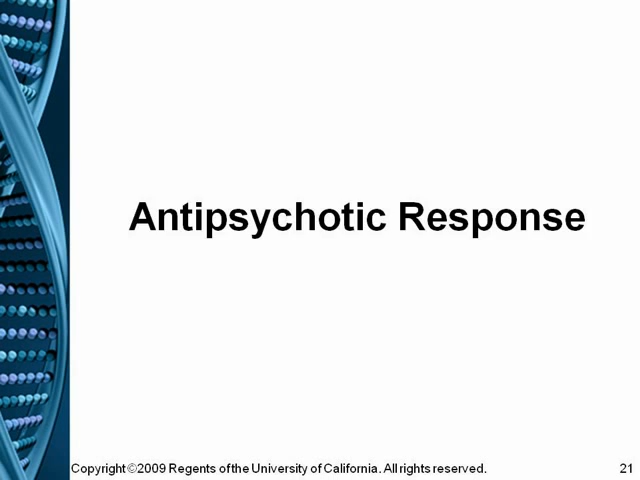 Antipsychotic Response
Copyright ©2009 Regents of the University of California. All rights reserved.
21